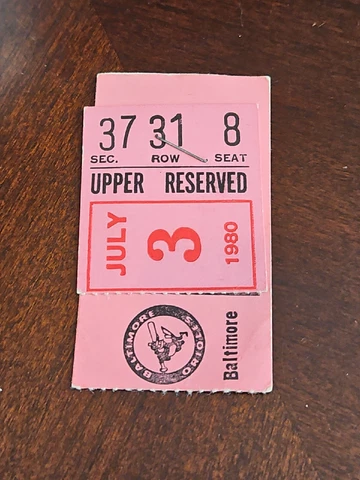 37 31 8
SEC. ROW SEAT
UPPER RESERVED
JULY 3 1980
BALTIMORE ORIOLES
Baltimore